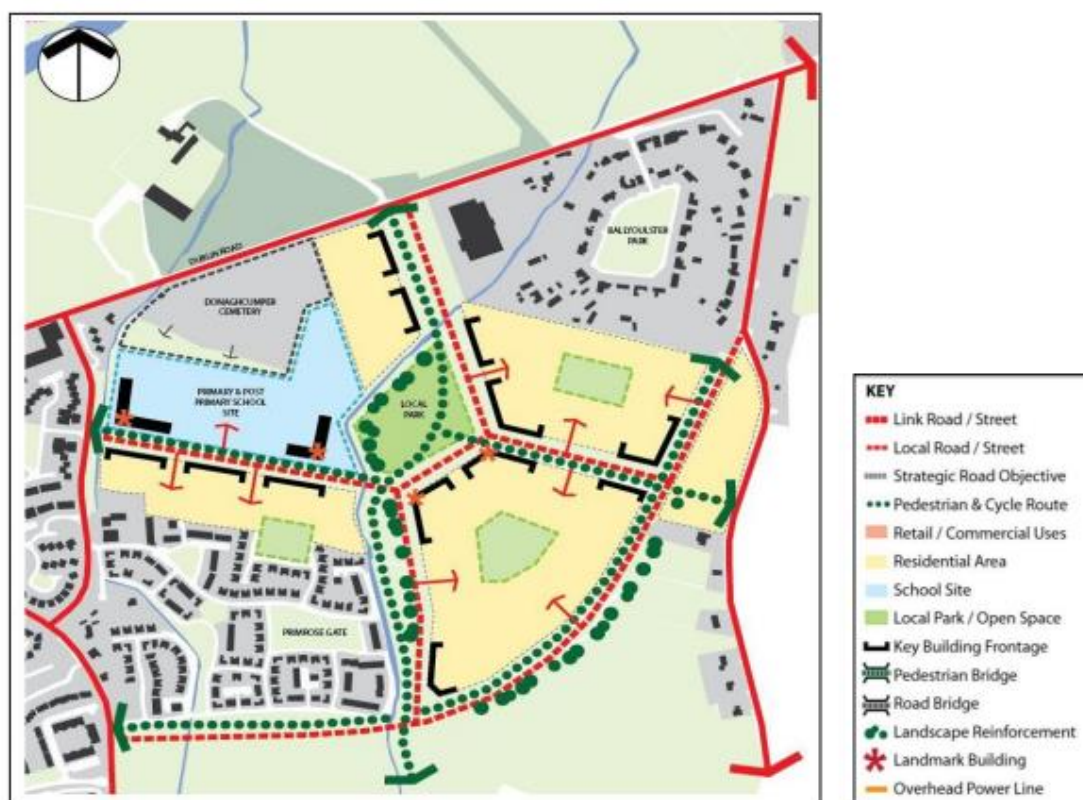 DUBLIN ROAD
DONAGHCUMPER
CEMETERY
BALLYOULSTER
PARK
PRIMARY & POST
PRIMARY SCHOOL
SITE
LOCAL
PARK
PRIMROSE GATE
KEY
Link Road / Street
Local Road / Street
Strategic Road Objective
Pedestrian & Cycle Route
Retail / Commercial Uses
Residential Area
School Site
Local Park / Open Space
Key Building Frontage
Pedestrian Bridge
Road Bridge
Landscape Reinforcement
Landmark Building
Overhead Power Line